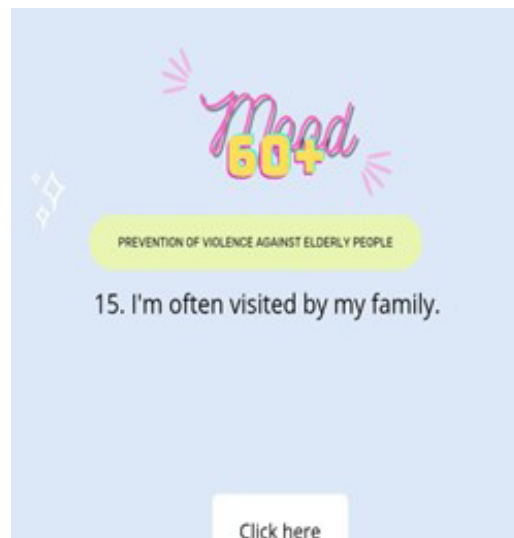 Mood
60+
PREVENTION OF VIOLENCE AGAINST ELDERLY PEOPLE
15. I'm often visited by my family.
Click here